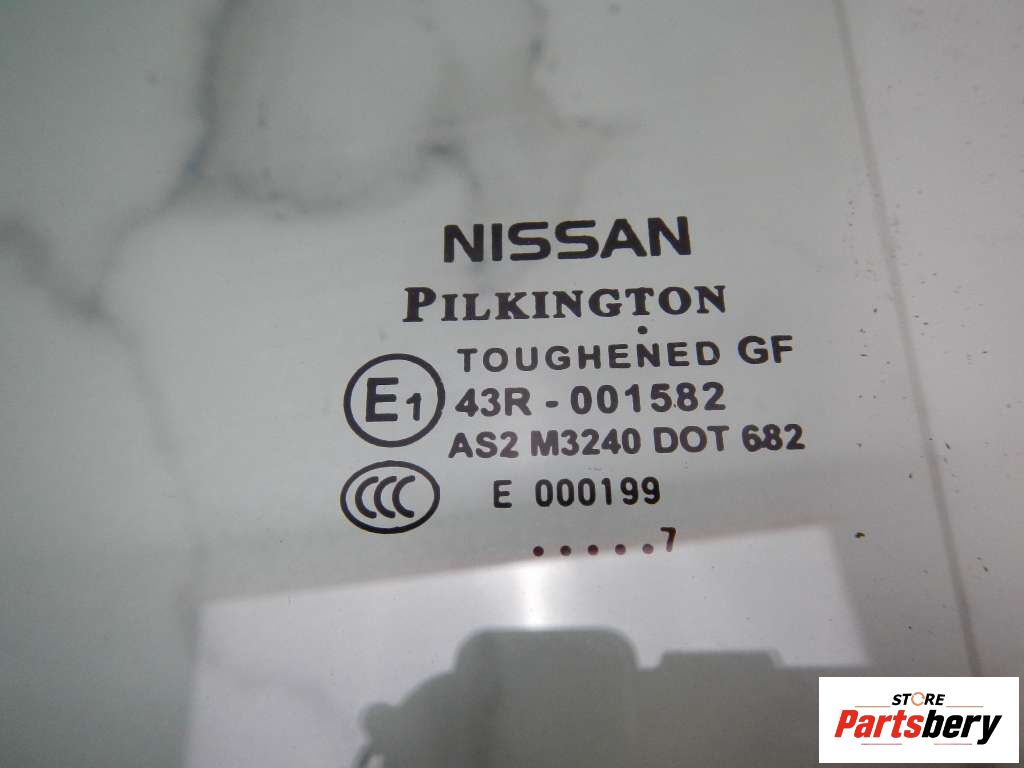 NISSAN
PILKINGTON
TOUGHENED GF
E1 43R - 001582
AS2 M3240 DOT 682
CCC E 000199
.....7
STORE
Partsbery